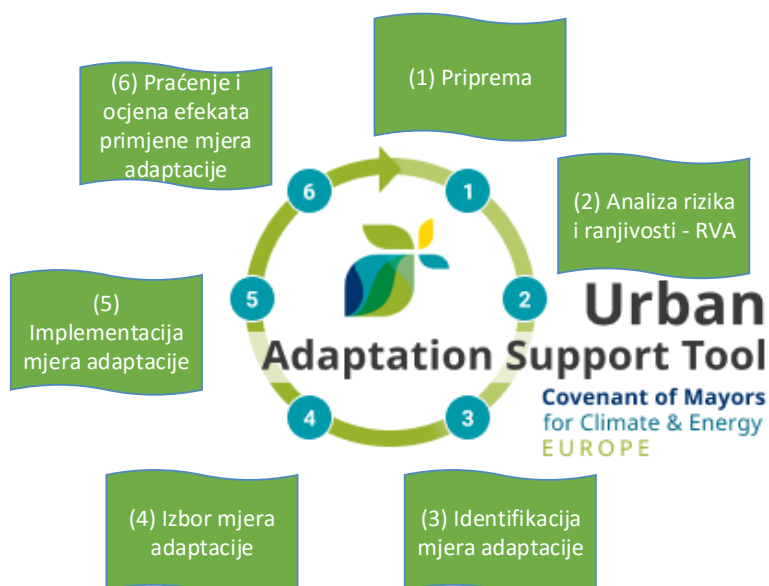 (1) Priprema
(2) Analiza rizika
i ranjivosti - RVA
(3) Identifikacija
mjera adaptacije
(4) Izbor mjera
adaptacije
(5)
Implementacija
mjera adaptacije
(6) Praćenje i
ocjena efekata
primjene mjera
adaptacije
1
2
3
4
5
6
Urban
Adaptation Support Tool
Covenant of Mayors
for Climate & Energy
EUROPE